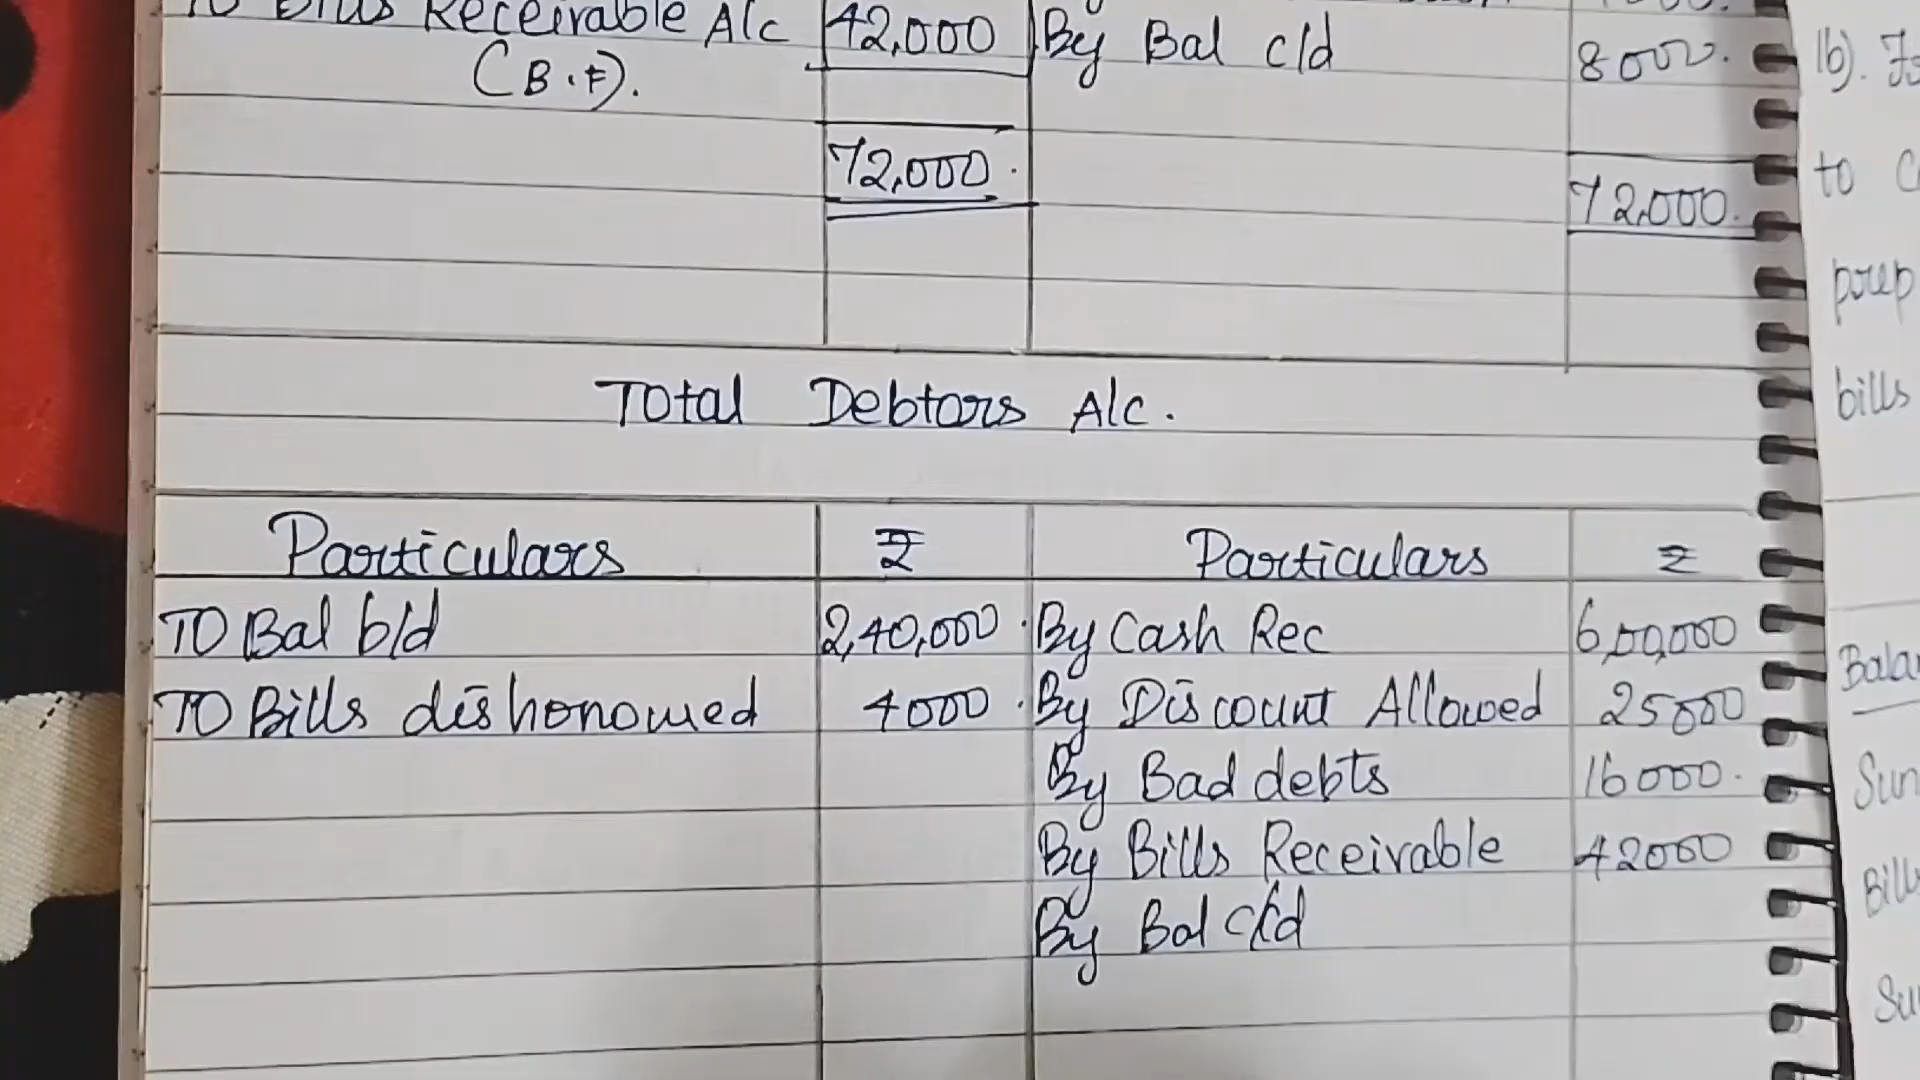 Bills Receivable A/c 42,000 By Bal c/d 8000.
(B.F).
72,000. 72,000.
Total Debtors A/c.
Particulars ₹ Particulars ₹
TO Bal b/d 2,40,000. By Cash Rec 6,00,000
TO Bills dishonoured 4000. By Discount Allowed 25000
By Bad debts 16000.
By Bills Receivable 42000
By Bal c/d
16).
to
bills